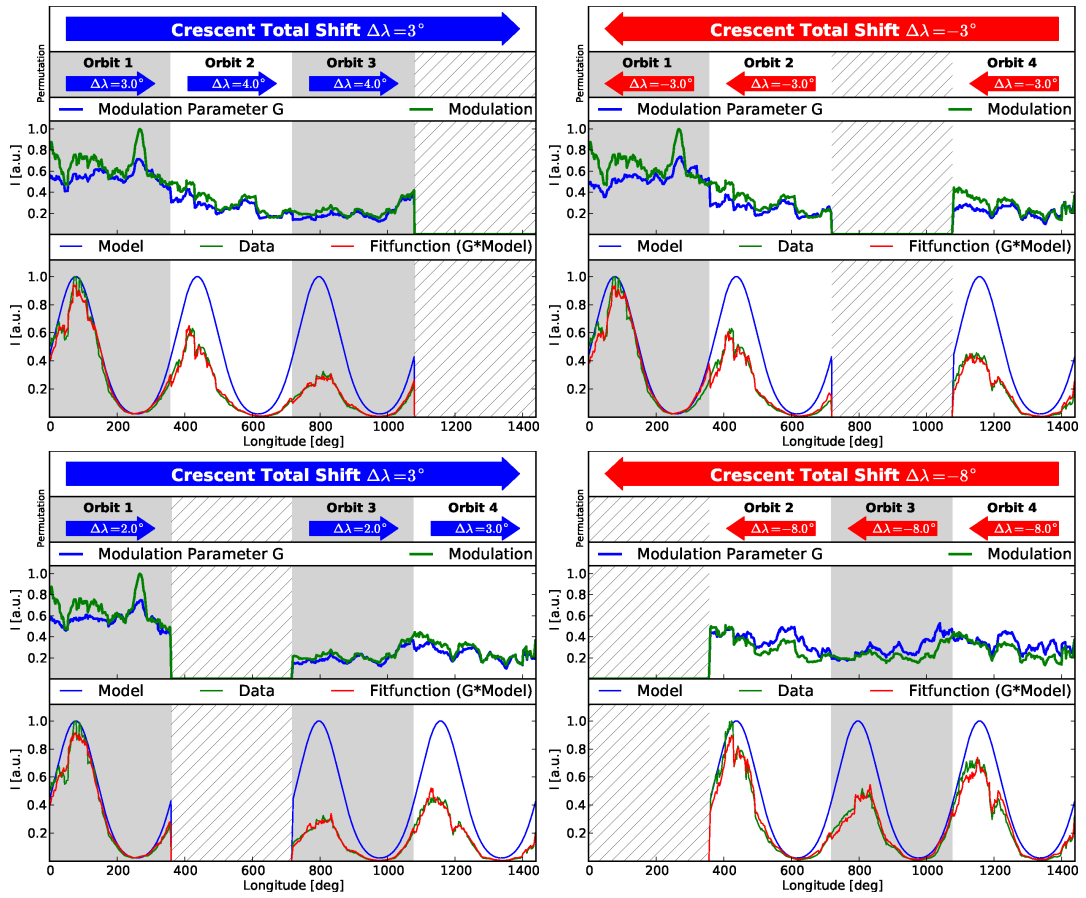 Crescent Total Shift Δλ=3°
Permutation
Orbit 1 Orbit 2 Orbit 3
Δλ=3.0° Δλ=4.0° Δλ=4.0°
Modulation Parameter G Modulation
I [a.u.]
1.0
0.8
0.6
0.4
0.2
Model Data Fitfunction (G*Model)
I [a.u.]
1.0
0.8
0.6
0.4
0.2
0 200 400 600 800 1000 1200 1400
Longitude [deg]
Crescent Total Shift Δλ=−3°
Permutation
Orbit 1 Orbit 2 Orbit 4
Δλ=−3.0° Δλ=−3.0° Δλ=−3.0°
Modulation Parameter G Modulation
I [a.u.]
1.0
0.8
0.6
0.4
0.2
Model Data Fitfunction (G*Model)
I [a.u.]
1.0
0.8
0.6
0.4
0.2
0 200 400 600 800 1000 1200 1400
Longitude [deg]
Crescent Total Shift Δλ=3°
Permutation
Orbit 1 Orbit 3 Orbit 4
Δλ=2.0° Δλ=2.0° Δλ=3.0°
Modulation Parameter G Modulation
I [a.u.]
1.0
0.8
0.6
0.4
0.2
Model Data Fitfunction (G*Model)
I [a.u.]
1.0
0.8
0.6
0.4
0.2
0 200 400 600 800 1000 1200 1400
Longitude [deg]
Crescent Total Shift Δλ=−8°
Permutation
Orbit 2 Orbit 3 Orbit 4
Δλ=−8.0° Δλ=−8.0° Δλ=−8.0°
Modulation Parameter G Modulation
I [a.u.]
1.0
0.8
0.6
0.4
0.2
Model Data Fitfunction (G*Model)
I [a.u.]
1.0
0.8
0.6
0.4
0.2
0 200 400 600 800 1000 1200 1400
Longitude [deg]